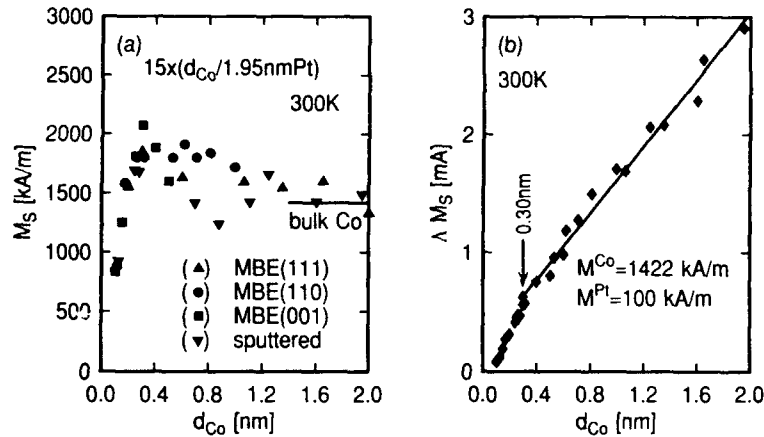 (a)
15x(d_Co/1.95nmPt)
300K
M_S [kA/m]
3000
2500
2000
1500
1000
500
0
bulk Co
( ) ▲ MBE(111)
( ) ● MBE(110)
( ) ■ MBE(001)
( ) ▼ sputtered
0.0 0.4 0.8 1.2 1.6 2.0
d_Co [nm]
(b)
300K
Λ M_S [mA]
3
2
1
0
0.30nm
M^Co=1422 kA/m
M^Pt=100 kA/m
0.0 0.4 0.8 1.2 1.6 2.0
d_Co [nm]